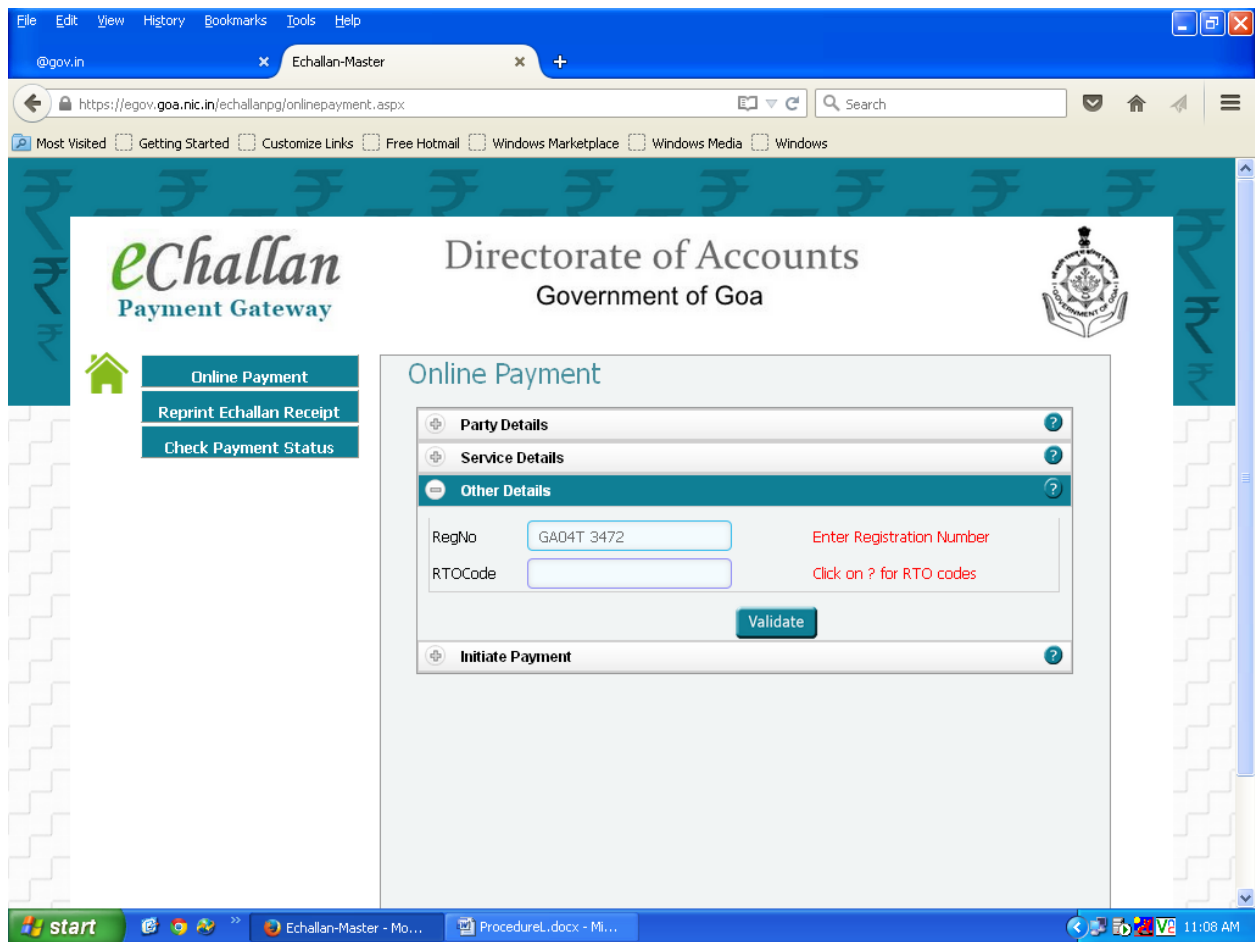 File Edit View History Bookmarks Tools Help
@gov.in Echallan-Master
https://egov.goa.nic.in/echallanpg/onlinepayment.aspx Search
Most Visited Getting Started Customize Links Free Hotmail Windows Marketplace Windows Media Windows
eChallan
Payment Gateway
Directorate of Accounts
Government of Goa
Online Payment
Reprint Echallan Receipt
Check Payment Status
Online Payment
Party Details ?
Service Details ?
Other Details ?
RegNo GA04T 3472 Enter Registration Number
RTOCode Click on ? for RTO codes
Validate
Initiate Payment ?
start Echallan-Master - Mo... ProcedureL.docx - Mi... 11:08 AM